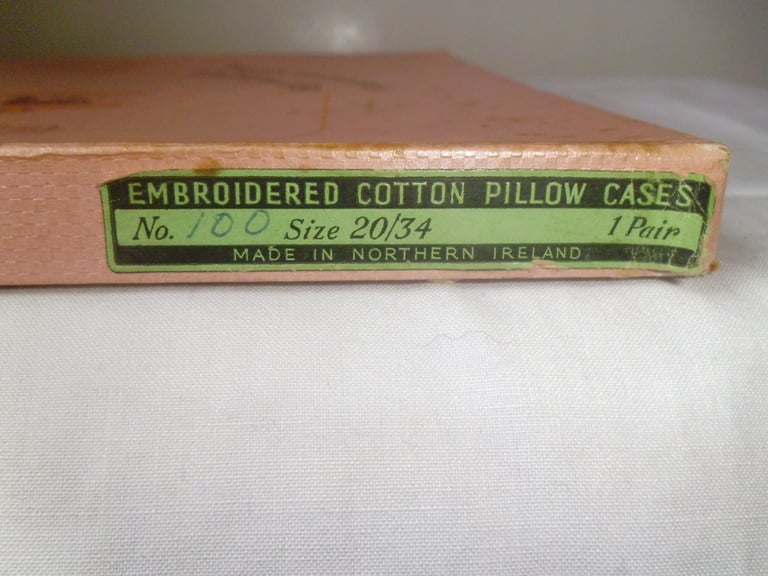 EMBROIDERED COTTON PILLOW CASES
No. 100 Size 20/34 1 Pair
MADE IN NORTHERN IRELAND